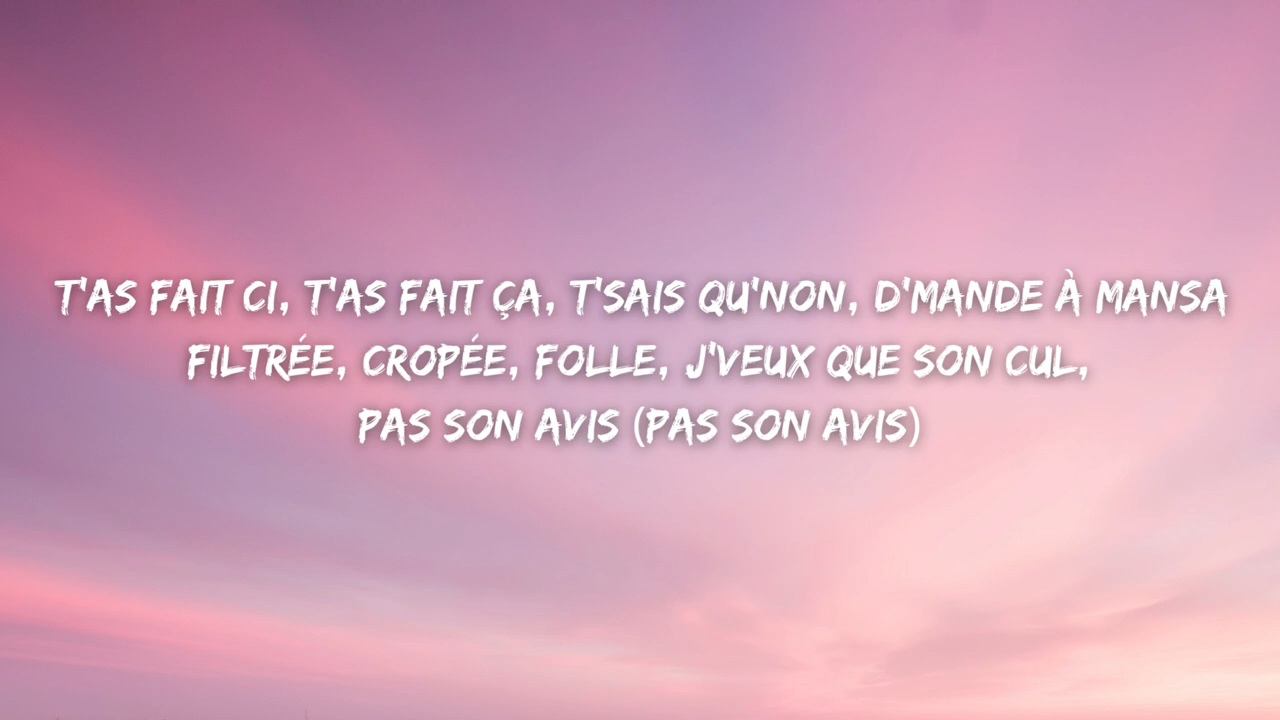 T'AS FAIT CI, T'AS FAIT ÇA, T'SAIS QU'NON, D'MANDE À MANSA
FILTRÉE, CROPÉE, FOLLE, J'VEUX QUE SON CUL,
PAS SON AVIS (PAS SON AVIS)